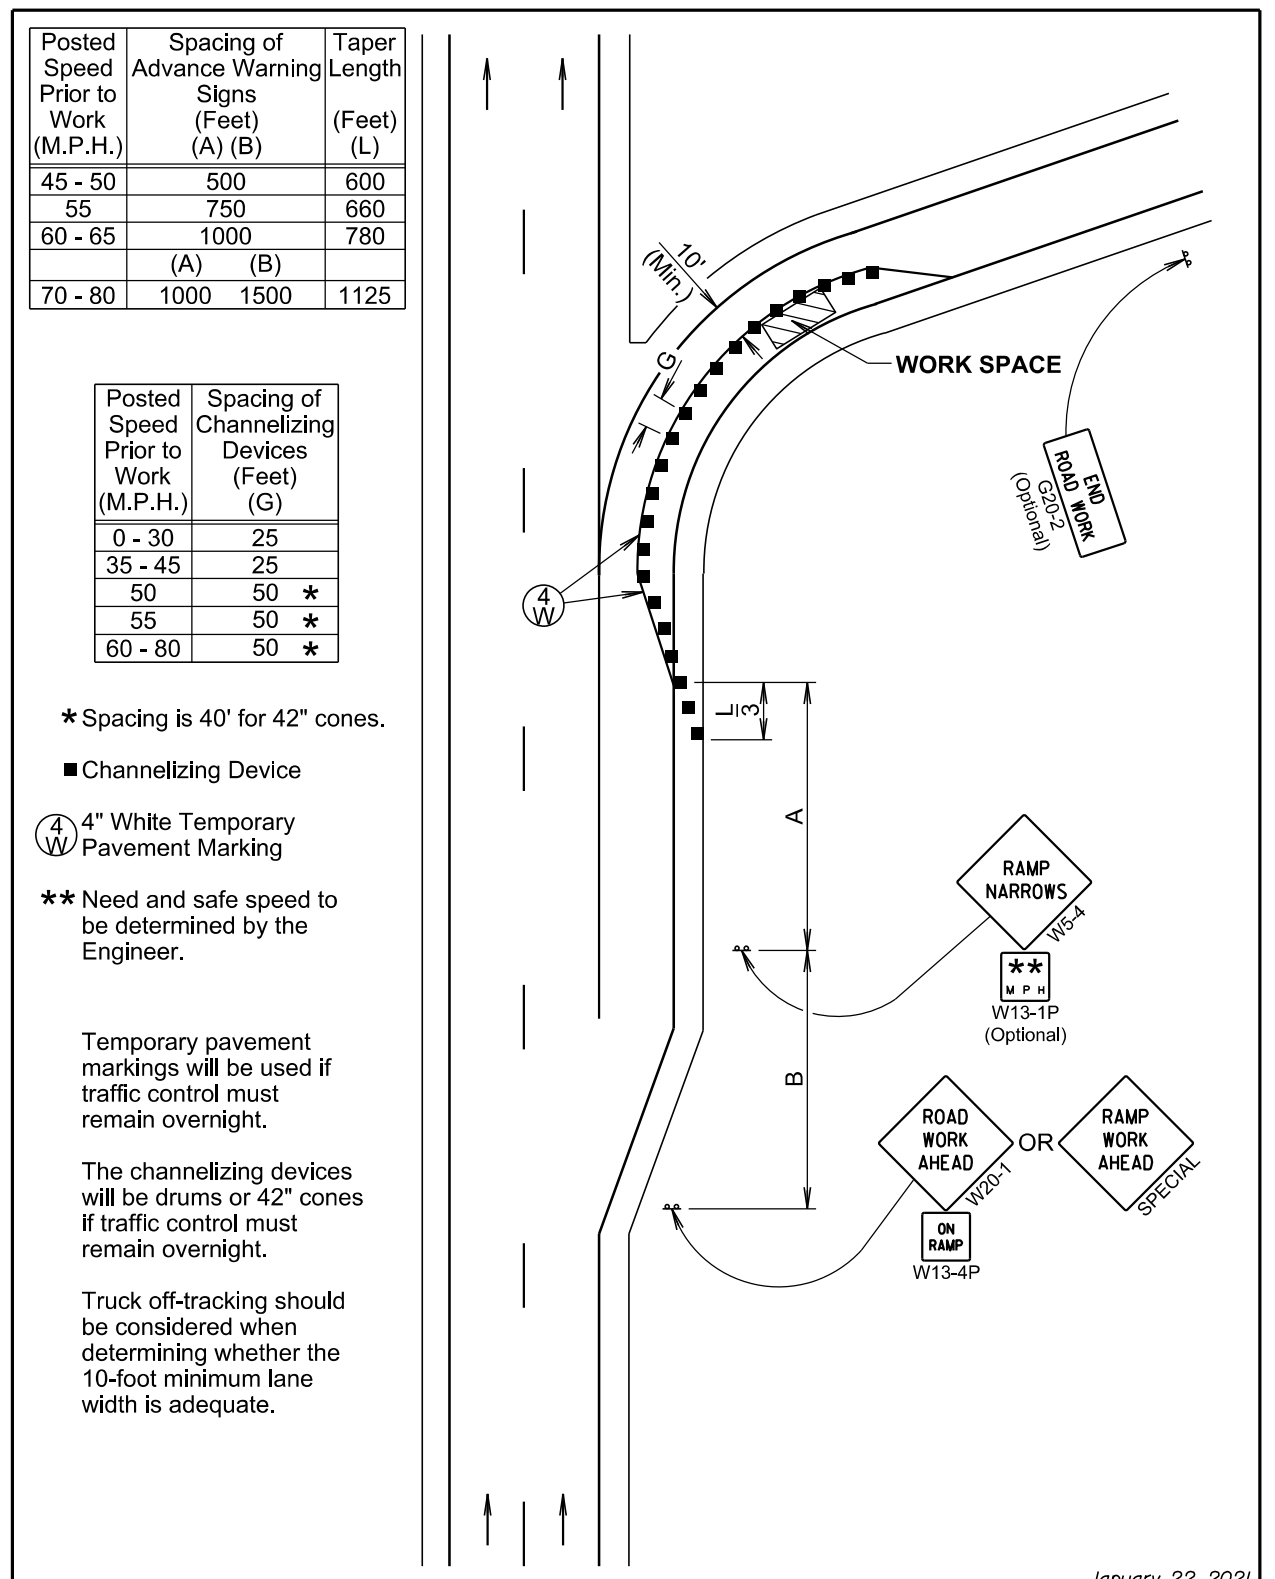 Posted Speed Prior to Work (M.P.H.)
Spacing of Advance Warning Signs (Feet) (A) (B)
Taper Length (Feet) (L)
45 - 50 500 600
55 750 660
60 - 65 1000 780
(A) (B)
70 - 80 1000 1500 1125
Posted Speed Prior to Work (M.P.H.)
Spacing of Channelizing Devices (Feet) (G)
0 - 30 25
35 - 45 25
50 50 *
55 50 *
60 - 80 50 *
* Spacing is 40' for 42" cones.
Channelizing Device
4 W
4" White Temporary
Pavement Marking
** Need and safe speed to
be determined by the
Engineer.
Temporary pavement
markings will be used if
traffic control must
remain overnight.
The channelizing devices
will be drums or 42" cones
if traffic control must
remain overnight.
Truck off-tracking should
be considered when
determining whether the
10-foot minimum lane
width is adequate.
10'
(Min.)
G
WORK SPACE
END
ROAD WORK
G20-2
(Optional)
4
W
L
3
A
RAMP
NARROWS
W5-4
**
M P H
W13-1P
(Optional)
B
ROAD
WORK
AHEAD
W20-1
OR
RAMP
WORK
AHEAD
SPECIAL
ON
RAMP
W13-4P
January 22, 2021